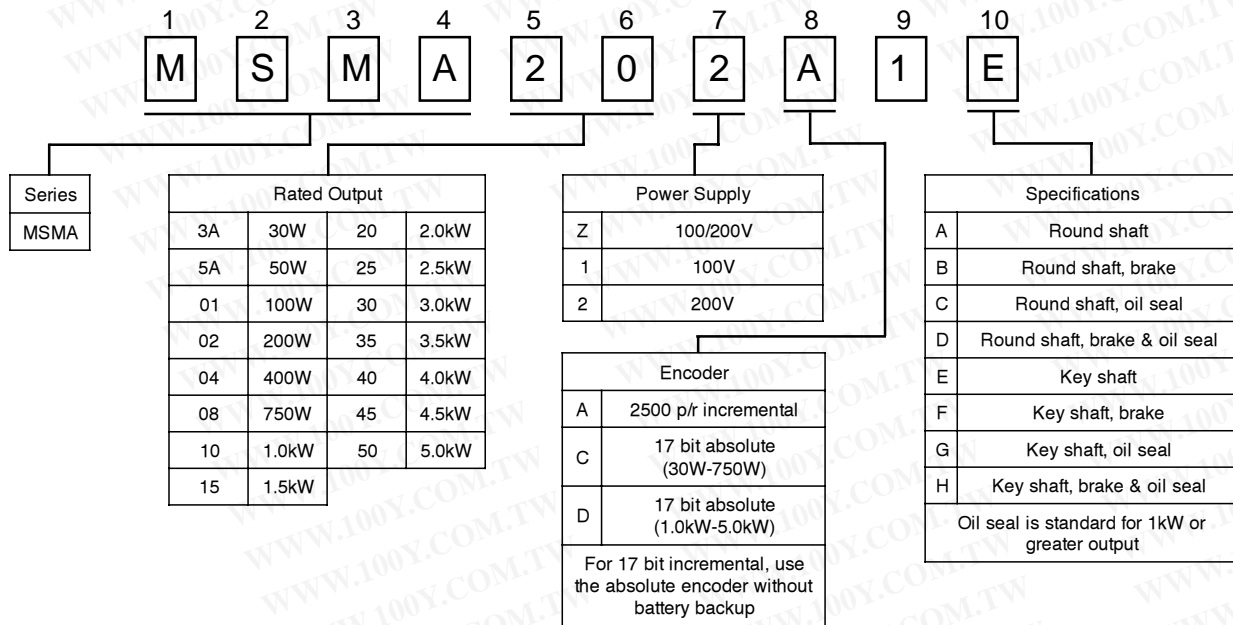 1 2 3 4 5 6 7 8 9 10
M S M A 2 0 2 A 1 E
Series
MSMA
Rated Output
3A 30W 20 2.0kW
5A 50W 25 2.5kW
01 100W 30 3.0kW
02 200W 35 3.5kW
04 400W 40 4.0kW
08 750W 45 4.5kW
10 1.0kW 50 5.0kW
15 1.5kW
Power Supply
Z 100/200V
1 100V
2 200V
Encoder
A 2500 p/r incremental
C 17 bit absolute
(30W-750W)
D 17 bit absolute
(1.0kW-5.0kW)
For 17 bit incremental, use
the absolute encoder without
battery backup
Specifications
A Round shaft
B Round shaft, brake
C Round shaft, oil seal
D Round shaft, brake & oil seal
E Key shaft
F Key shaft, brake
G Key shaft, oil seal
H Key shaft, brake & oil seal
Oil seal is standard for 1kW or
greater output
WWW.100Y.COM.TW